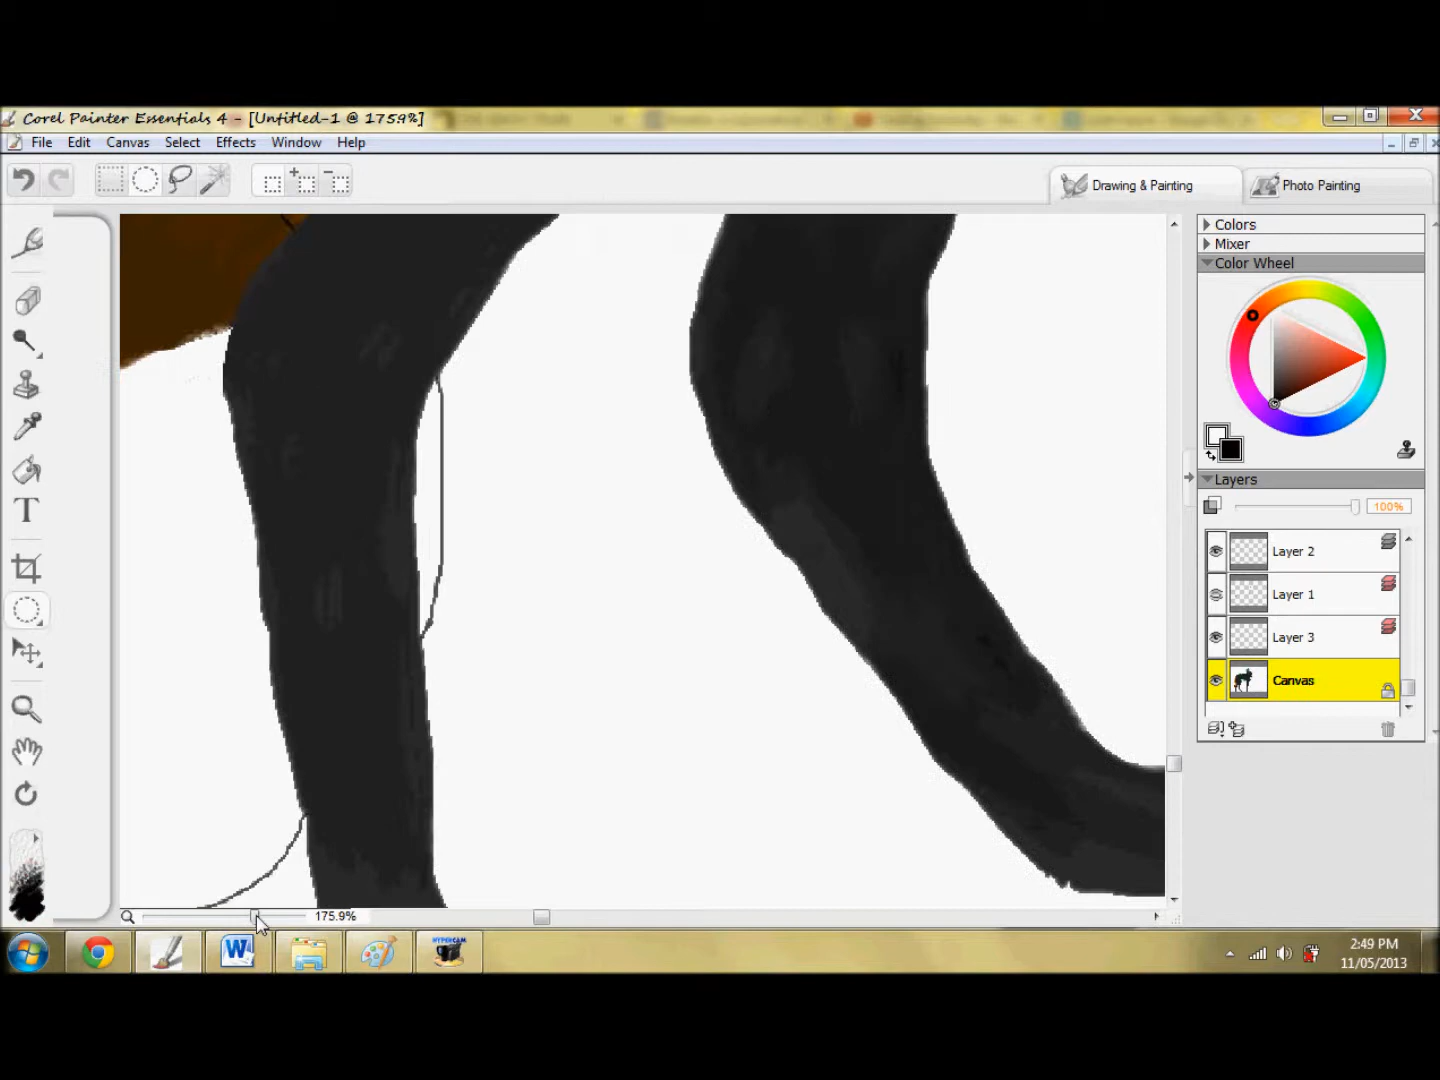 Corel Painter Essentials 4 - [Untitled-1 @ 175.9%]
File Edit Canvas Select Effects Window Help
Drawing & Painting Photo Painting
Colors
Mixer
Color Wheel
Layers
100%
Layer 2
Layer 1
Layer 3
Canvas
T
175.9%
W
HYPERCAM
2:49 PM
11/05/2013